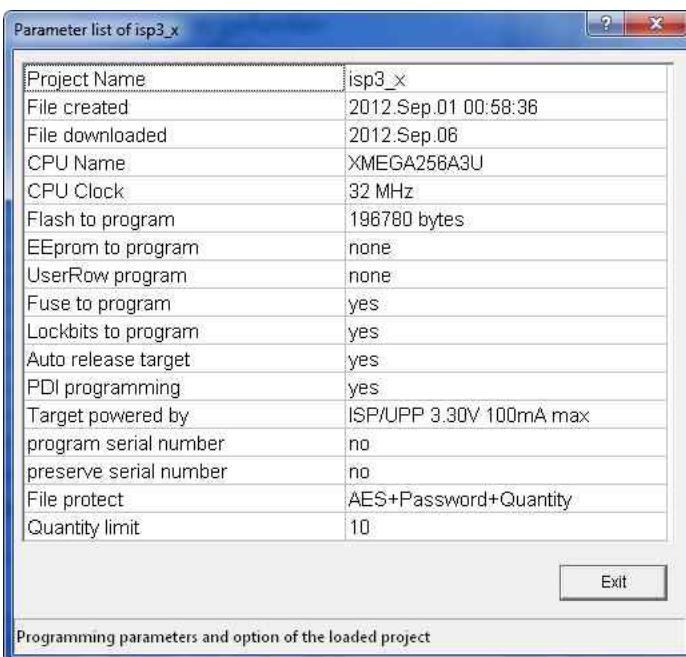 Parameter list of isp3_x
Project Name isp3_x
File created 2012.Sep.01 00:58:36
File downloaded 2012.Sep.06
CPU Name XMEGA256A3U
CPU Clock 32 MHz
Flash to program 196780 bytes
EEprom to program none
UserRow program none
Fuse to program yes
Lockbits to program yes
Auto release target yes
PDI programming yes
Target powered by ISP/UPP 3.30V 100mA max
program serial number no
preserve serial number no
File protect AES+Password+Quantity
Quantity limit 10
Exit
Programming parameters and option of the loaded project